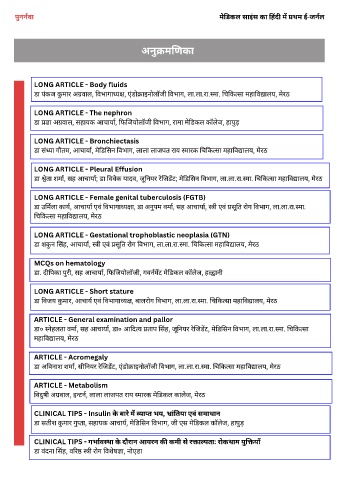 पुनर्नवा
मेडिकल साइंस का हिंदी में प्रथम ई-जर्नल
अनुक्रमणिका
LONG ARTICLE - Body fluids
डा पंकज कुमार अग्रवाल, विभागाध्यक्ष, एंडोक्राइनोलॉजी विभाग, ला.ला.रा.स्मा. चिकित्सा महाविद्यालय, मेरठ
LONG ARTICLE - The nephron
डा प्रज्ञा अग्रवाल, सहायक आचार्या, फिजियोलॉजी विभाग, रामा मेडिकल कॉलेज, हापुड़
LONG ARTICLE - Bronchiectasis
डा संध्या गौतम, आचार्या, मेडिसिन विभाग, लाला लाजपत राय स्मारक चिकित्सा महाविद्यालय, मेरठ
LONG ARTICLE - Pleural Effusion
डा श्वेता शर्मा, सह आचार्या; डा विवेक यादव, जूनियर रेजिडेंट; मेडिसिन विभाग, ला.ला.रा.स्मा. चिकित्सा महाविद्यालय, मेरठ
LONG ARTICLE - Female genital tuberculosis (FGTB)
डा उर्मिला कार्या, आचार्या एवं विभागाध्यक्षा, डा अनुपम वर्मा, सह आचार्या, स्त्री एवं प्रसूति रोग विभाग, ला.ला.रा.स्मा.
चिकित्सा महाविद्यालय, मेरठ
LONG ARTICLE - Gestational trophoblastic neoplasia (GTN)
डा शकुन सिंह, आचार्या, स्त्री एवं प्रसूति रोग विभाग, ला.ला.रा.स्मा. चिकित्सा महाविद्यालय, मेरठ
MCQs on hematology
डा. दीपिका पुरी, सह आचार्या, फिजियोलॉजी, गवर्नमेंट मेडिकल कॉलेज, हल्द्वानी
LONG ARTICLE - Short stature
डा विजय कुमार, आचार्य एवं विभागाध्यक्ष, बालरोग विभाग, ला.ला.रा.स्मा. चिकित्सा महाविद्यालय, मेरठ
ARTICLE - General examination and pallor
डा० स्नेहलता वर्मा, सह आचार्या, डा० आदित्य प्रताप सिंह, जूनियर रेजिडेंट, मेडिसिन विभाग, ला.ला.रा.स्मा. चिकित्सा
महाविद्यालय, मेरठ
ARTICLE - Acromegaly
डा अविनाश शर्मा, सीनियर रेजिडेंट, एंडोक्राइनोलॉजी विभाग, ला.ला.रा.स्मा. चिकित्सा महाविद्यालय, मेरठ
ARTICLE - Metabolism
विदुषी अग्रवाल, इन्टर्न, लाला लाजपत राय स्मारक मेडिकल कालेज, मेरठ
CLINICAL TIPS - Insulin के बारे में व्याप्त भय, भ्रांतियां एवं समाधान
डा सतीश कुमार गुप्ता, सहायक आचार्य, मेडिसिन विभाग, जी एस मेडिकल कॉलेज, हापुड़
CLINICAL TIPS - गर्भावस्था के दौरान आयरन की कमी से रक्ताल्पता: रोकथाम युक्तियाँ
डा वंदना सिंह, वरिष्ठ स्त्री रोग विशेषज्ञा, नोएडा